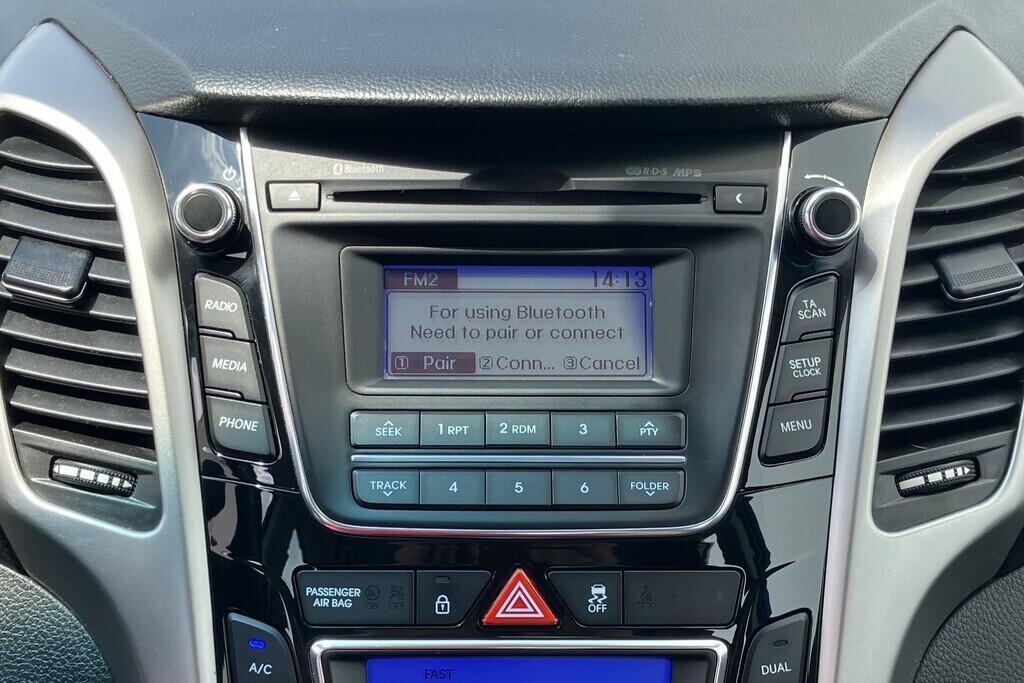 Bluetooth
R·D·S MP3
FM2 14:13
For using Bluetooth
Need to pair or connect
1 Pair 2 Conn... 3 Cancel
RADIO
MEDIA
PHONE
TA
SCAN
SETUP
CLOCK
MENU
SEEK 1 RPT 2 RDM 3 PTY
TRACK 4 5 6 FOLDER
PASSENGER
AIR BAG
ON OFF
OFF
A/C
FAST
DUAL